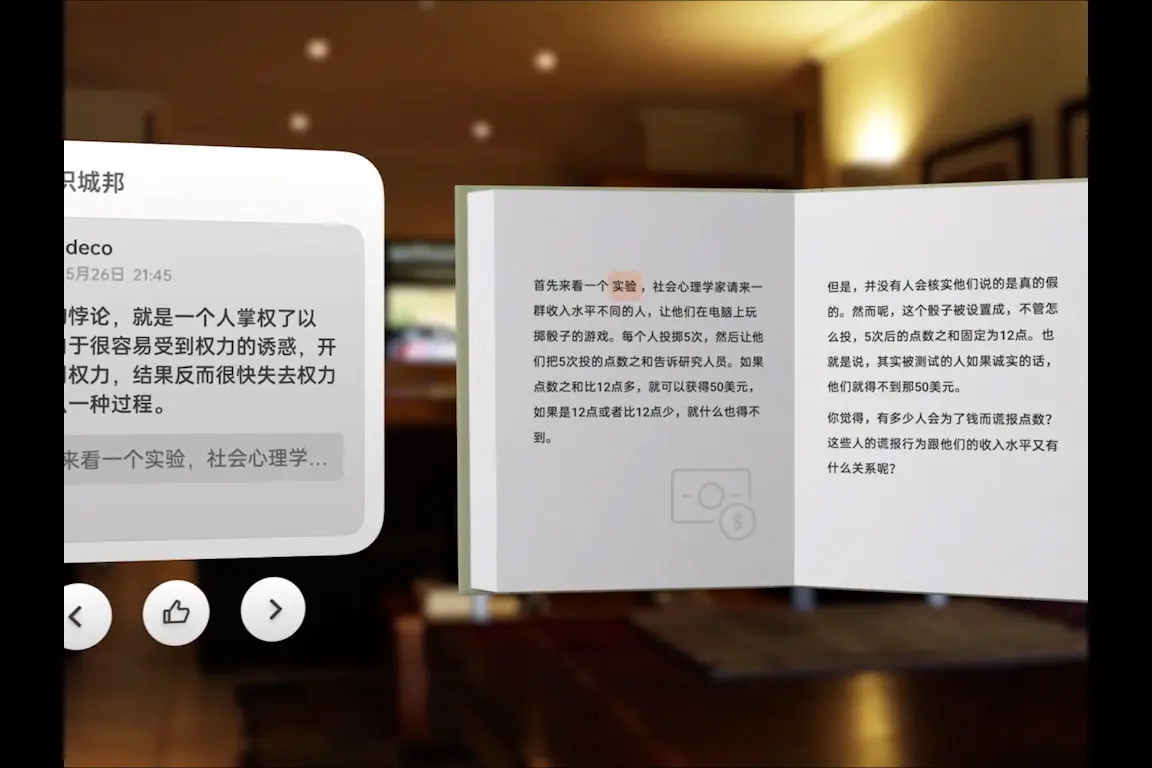 只城邦
deco
5月26日 21:45
悖论，就是一个人掌权了以
于很容易受到权力的诱惑，开
权力，结果反而很快失去权力
一种过程。
来看一个实验，社会心理学...
首先来看一个实验，社会心理学家请来一
群收入水平不同的人，让他们在电脑上玩
掷骰子的游戏。每个人投掷5次，然后让他
们把5次投的点数之和告诉研究人员。如果
点数之和比12点多，就可以获得50美元，
如果是12点或者比12点少，就什么也得不
到。
$
但是，并没有人会核实他们说的是真的假
的。然而呢，这个骰子被设置成，不管怎
么投，5次后的点数之和固定为12点。也
就是说，其实被测试的人如果诚实的话，
他们就得不到那50美元。
你觉得，有多少人会为了钱而谎报点数？
这些人的谎报行为跟他们的收入水平又有
什么关系呢？